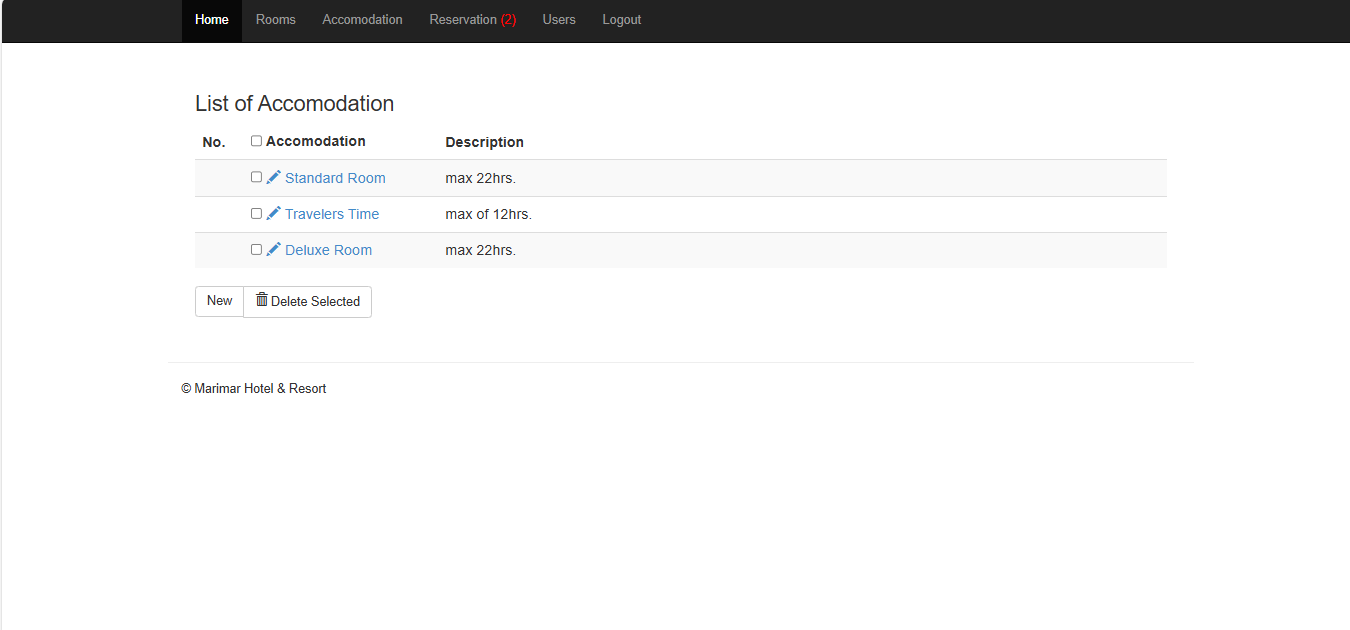 Home Rooms Accomodation Reservation (2) Users Logout
List of Accomodation
No. Accomodation Description
Standard Room max 22hrs.
Travelers Time max of 12hrs.
Deluxe Room max 22hrs.
New Delete Selected
© Marimar Hotel & Resort